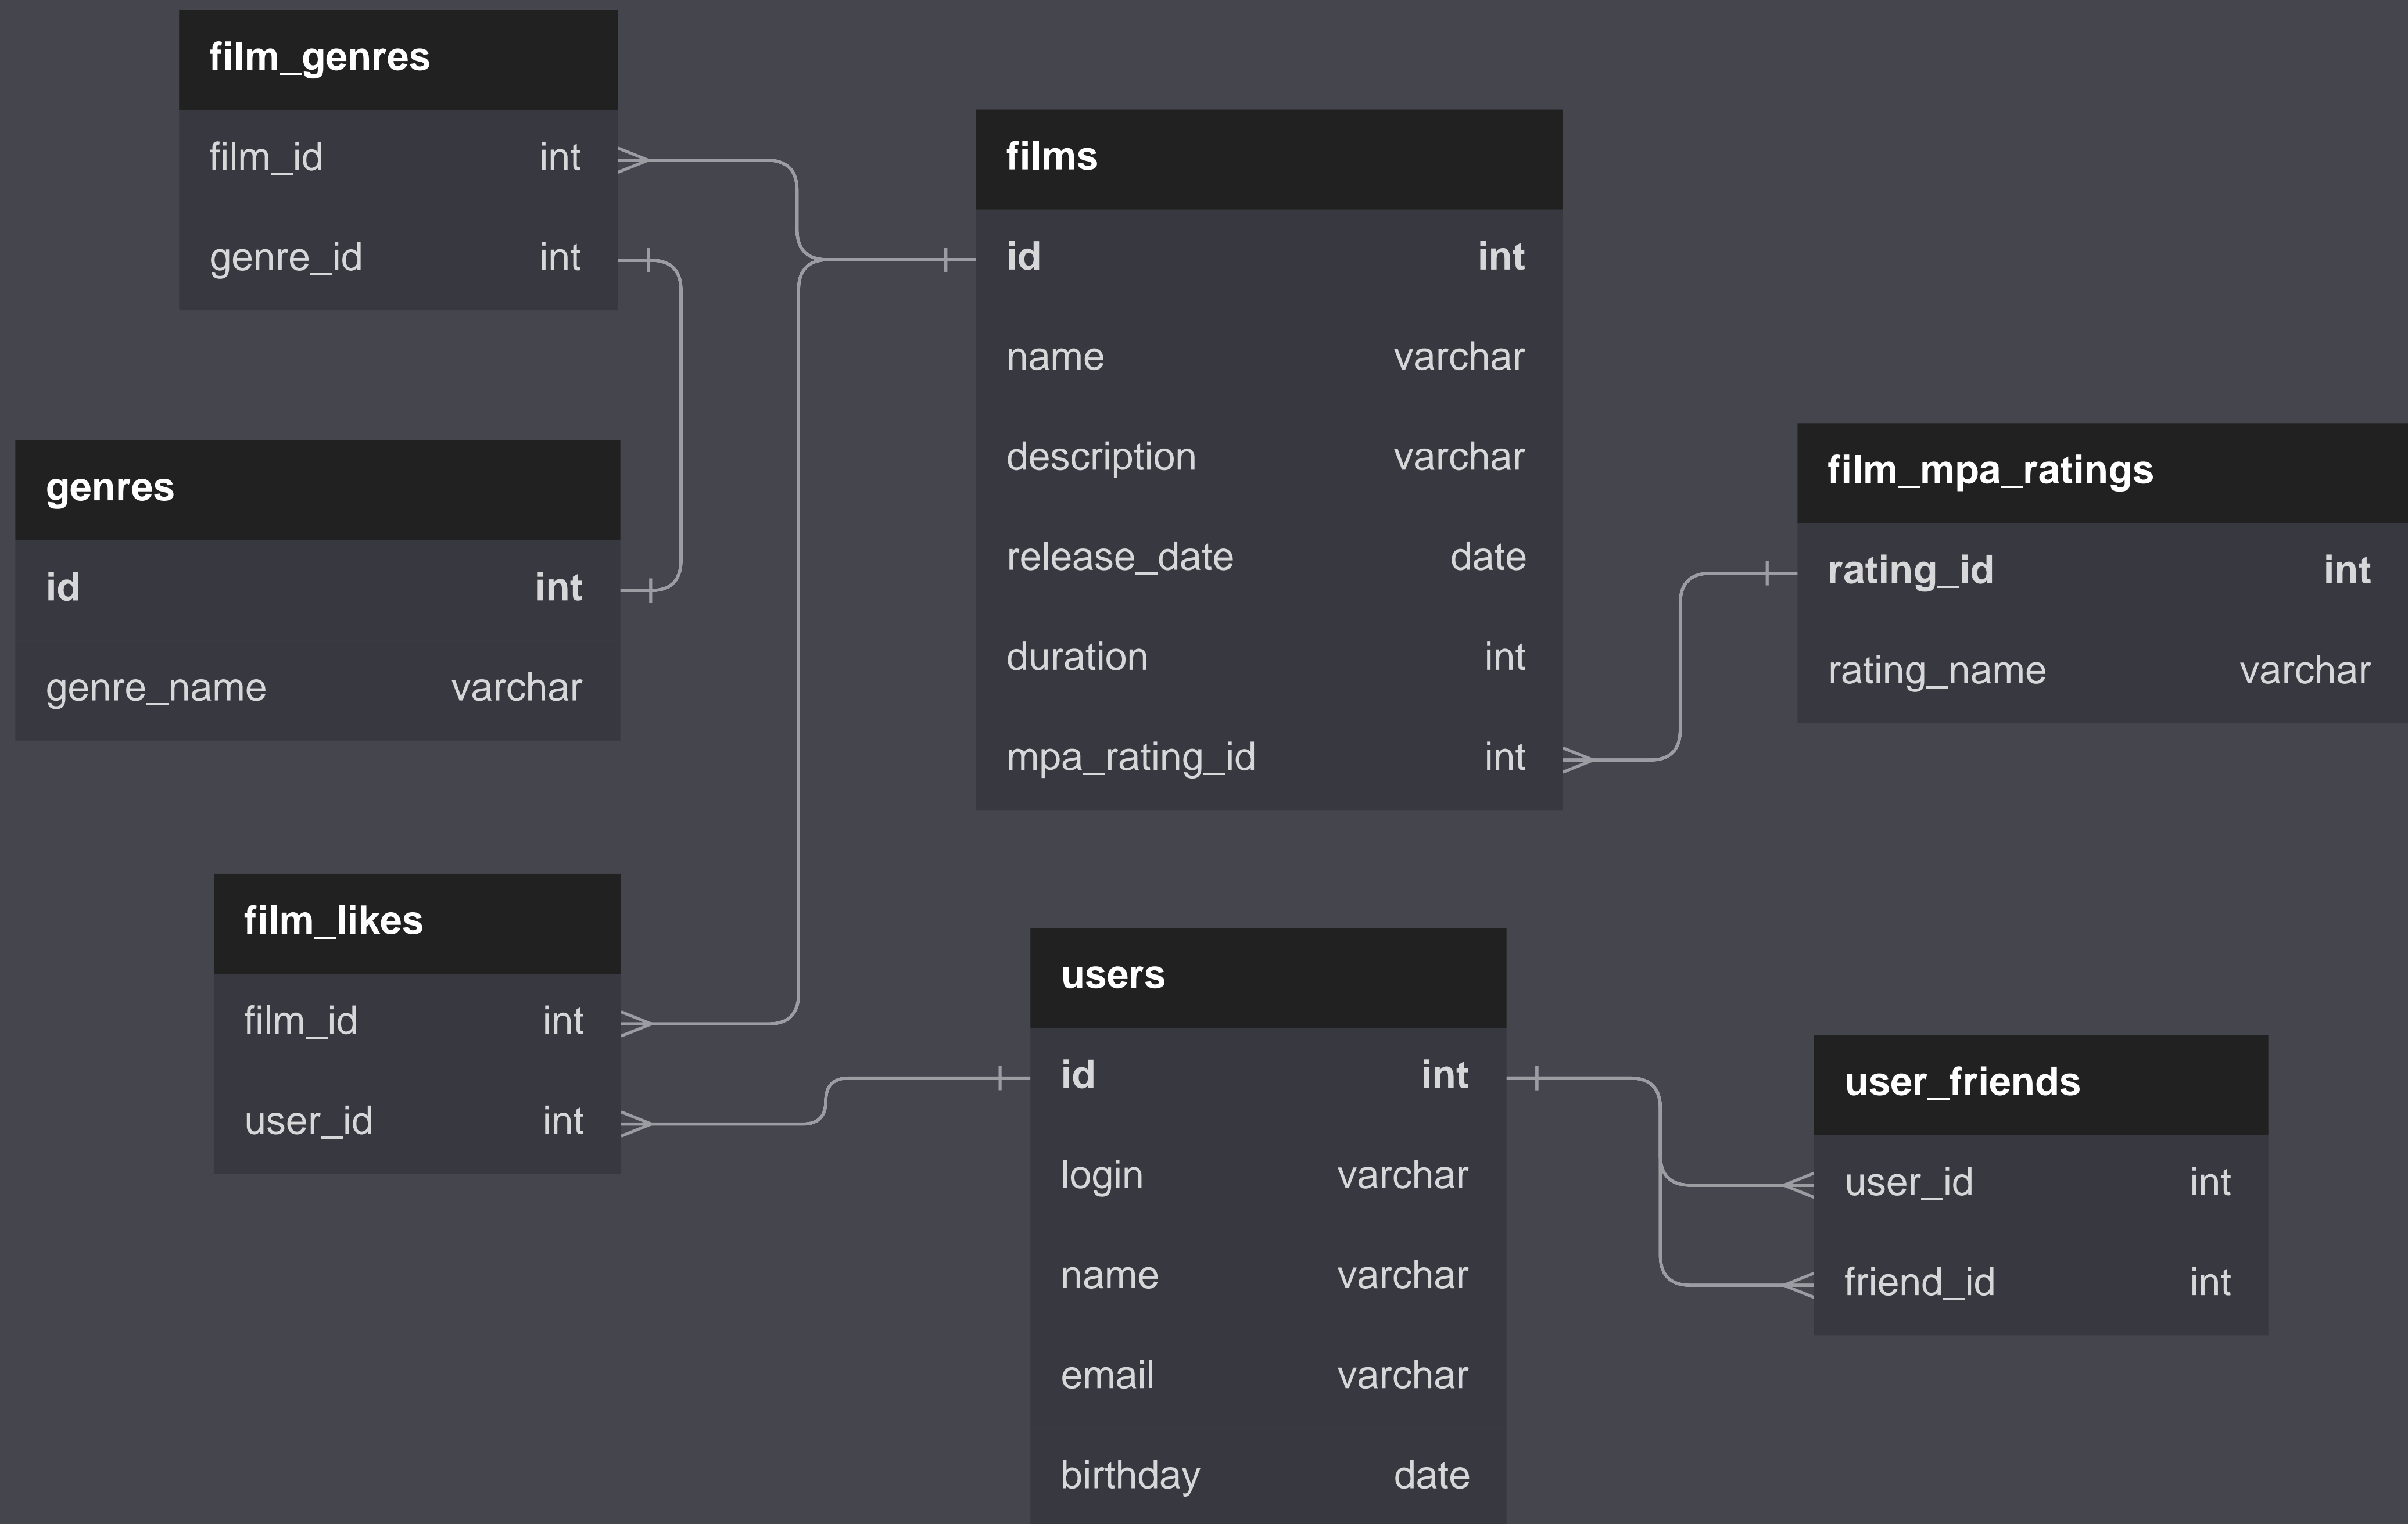 film_genres
film_id int
genre_id int
films
id int
name varchar
description varchar
release_date date
duration int
mpa_rating_id int
genres
id int
genre_name varchar
film_mpa_ratings
rating_id int
rating_name varchar
film_likes
film_id int
user_id int
users
id int
login varchar
name varchar
email varchar
birthday date
user_friends
user_id int
friend_id int